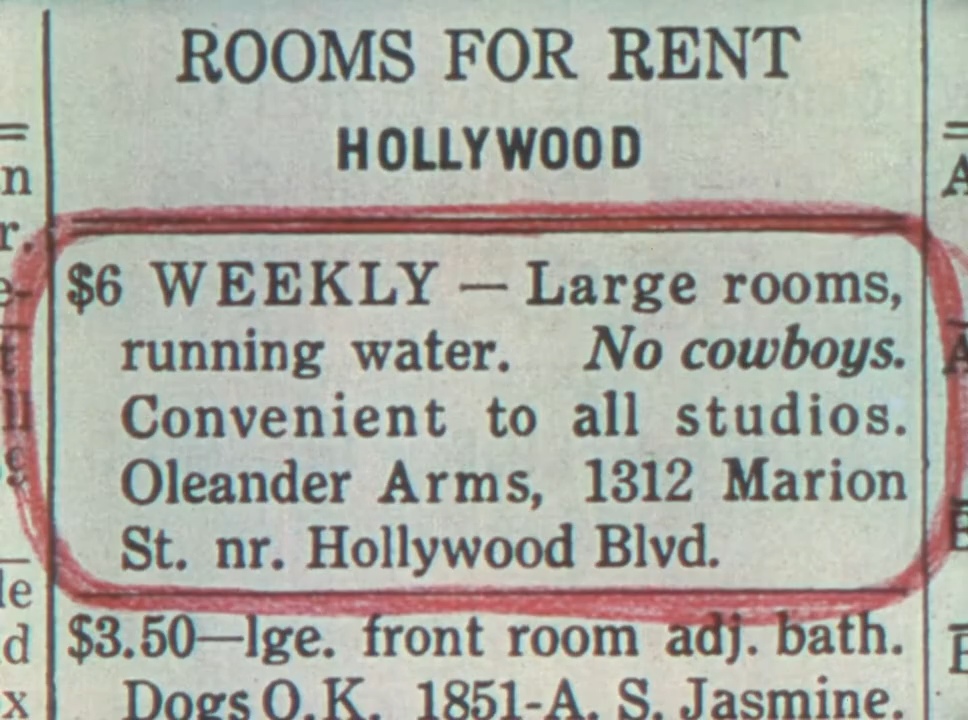 ROOMS FOR RENT
HOLLYWOOD
$6 WEEKLY — Large rooms,
running water. No cowboys.
Convenient to all studios.
Oleander Arms, 1312 Marion
St. nr. Hollywood Blvd.
$3.50—lge. front room adj. bath.
Dogs O.K. 1851-A. S. Jasmine.